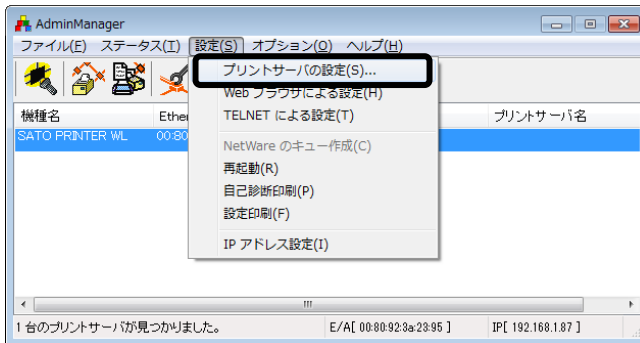 AdminManager
ファイル(F) ステータス(T) 設定(S) オプション(O) ヘルプ(H)
プリントサーバの設定(S)...
Web ブラウザによる設定(H)
TELNET による設定(T)
NetWare のキュー作成(C)
再起動(R)
自己診断印刷(P)
設定印刷(F)
IP アドレス設定(I)
機種名 Ether プリントサーバ名
SATO PRINTER WL 00:80
1 台のプリントサーバが見つかりました。 E/A[ 00:80:92:3a:23:95 ] IP[ 192.168.1.87 ]